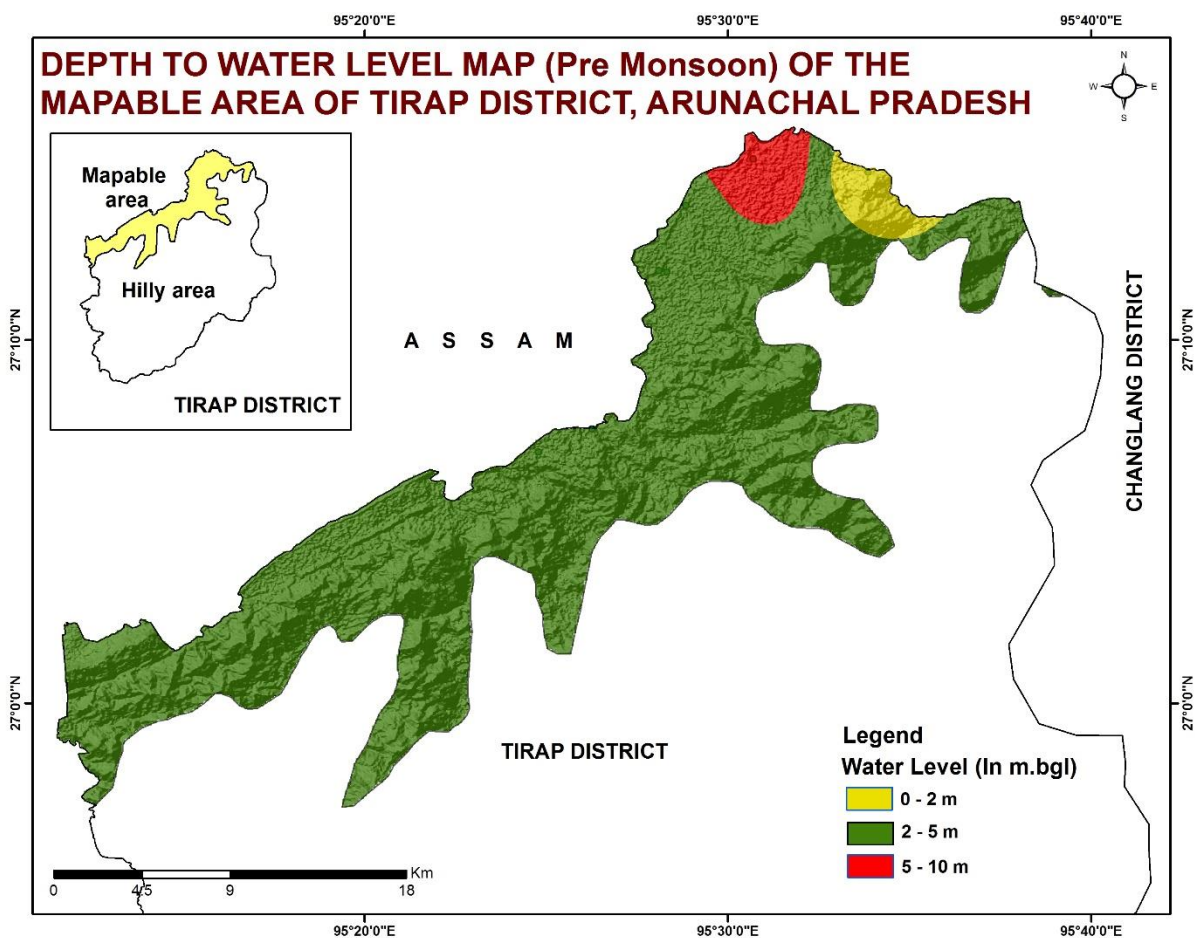 95°20'0"E
95°30'0"E
95°40'0"E
DEPTH TO WATER LEVEL MAP (Pre Monsoon) OF THE
MAPABLE AREA OF TIRAP DISTRICT, ARUNACHAL PRADESH
N
W
E
S
Mapable
area
Hilly area
TIRAP DISTRICT
27°10'0"N
A S S A M
27°10'0"N
CHANGLANG DISTRICT
27°0'0"N
27°0'0"N
TIRAP DISTRICT
Legend
Water Level (In m.bgl)
0 - 2 m
2 - 5 m
5 - 10 m
Km
0
4.5
9
18
95°20'0"E
95°30'0"E
95°40'0"E